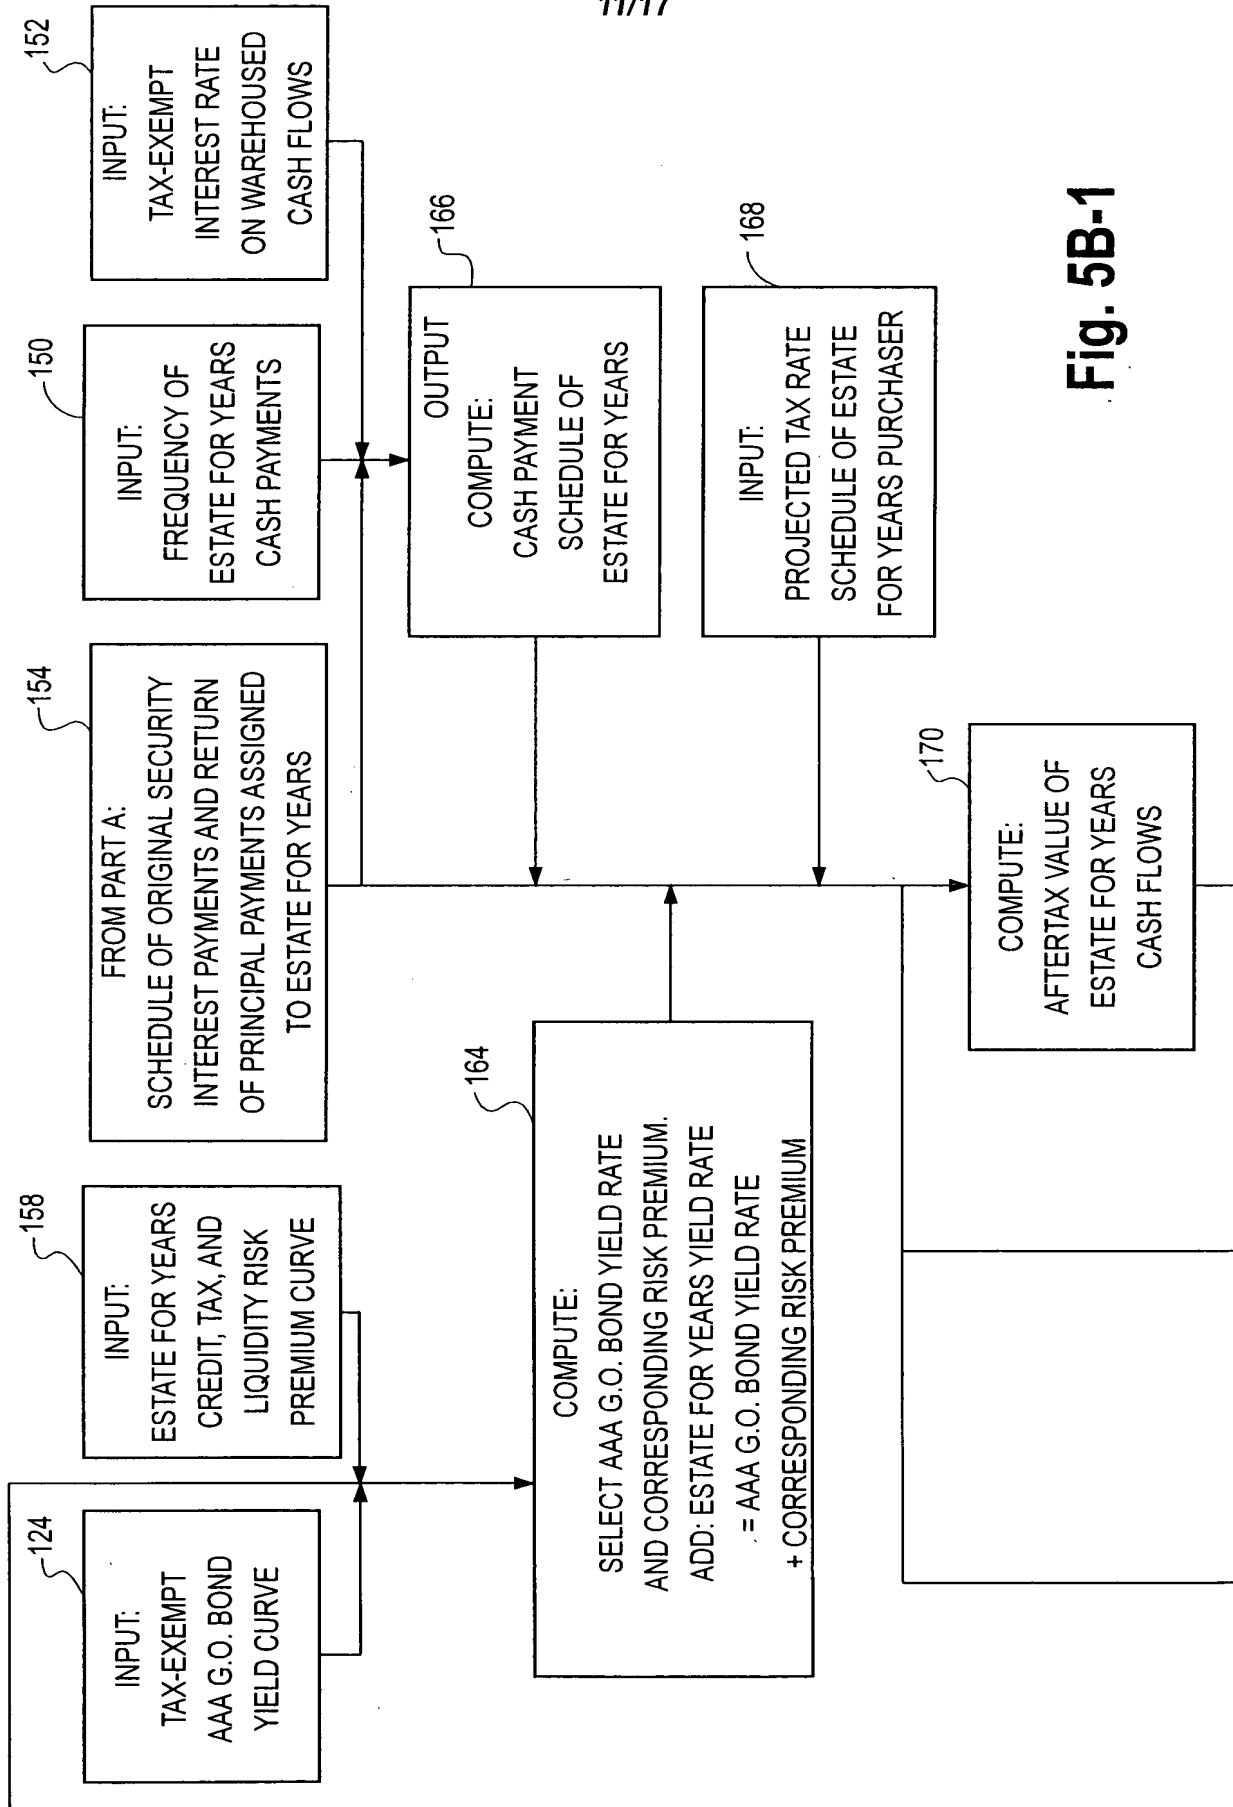 11/17
124
INPUT:
TAX-EXEMPT
AAA G.O. BOND
YIELD CURVE
158
INPUT:
ESTATE FOR YEARS
CREDIT, TAX, AND
LIQUIDITY RISK
PREMIUM CURVE
154
FROM PART A:
SCHEDULE OF ORIGINAL SECURITY
INTEREST PAYMENTS AND RETURN
OF PRINCIPAL PAYMENTS ASSIGNED
TO ESTATE FOR YEARS
150
INPUT:
FREQUENCY OF
ESTATE FOR YEARS
CASH PAYMENTS
152
INPUT:
TAX-EXEMPT
INTEREST RATE
ON WAREHOUSED
CASH FLOWS
164
COMPUTE:
SELECT AAA G.O. BOND YIELD RATE
AND CORRESPONDING RISK PREMIUM.
ADD: ESTATE FOR YEARS YIELD RATE
= AAA G.O. BOND YIELD RATE
+ CORRESPONDING RISK PREMIUM
166
OUTPUT
COMPUTE:
CASH PAYMENT
SCHEDULE OF
ESTATE FOR YEARS
168
INPUT:
PROJECTED TAX RATE
SCHEDULE OF ESTATE
FOR YEARS PURCHASER
170
COMPUTE:
AFTERTAX VALUE OF
ESTATE FOR YEARS
CASH FLOWS
Fig. 5B-1